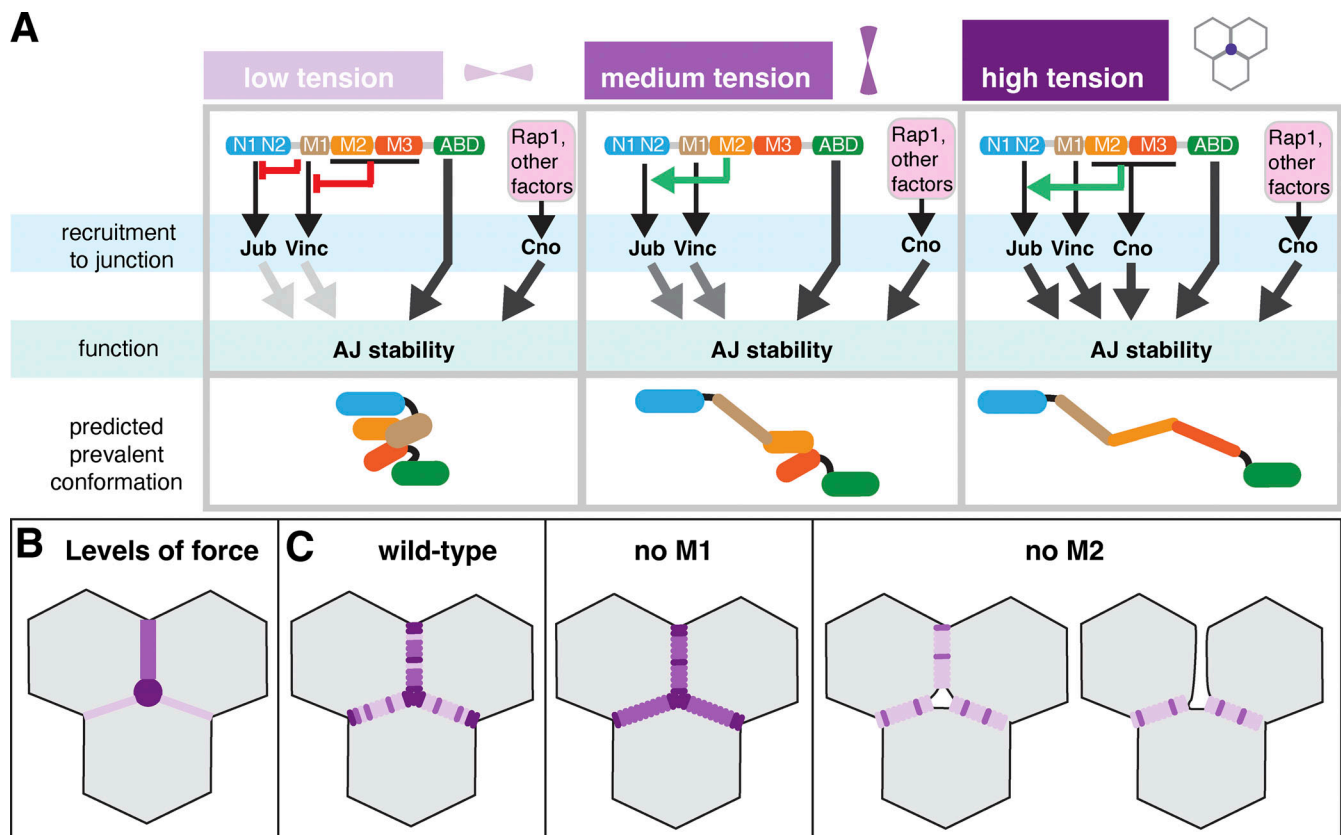 A
low tension
medium tension
high tension
N1 N2 M1 M2 M3 ABD
Rap1,
other
factors
N1 N2 M1 M2 M3 ABD
Rap1,
other
factors
N1 N2 M1 M2 M3 ABD
Rap1,
other
factors
recruitment
to junction
Jub Vinc Cno
Jub Vinc Cno
Jub Vinc Cno Cno
function
AJ stability
AJ stability
AJ stability
predicted
prevalent
conformation
B Levels of force
C wild-type
no M1
no M2